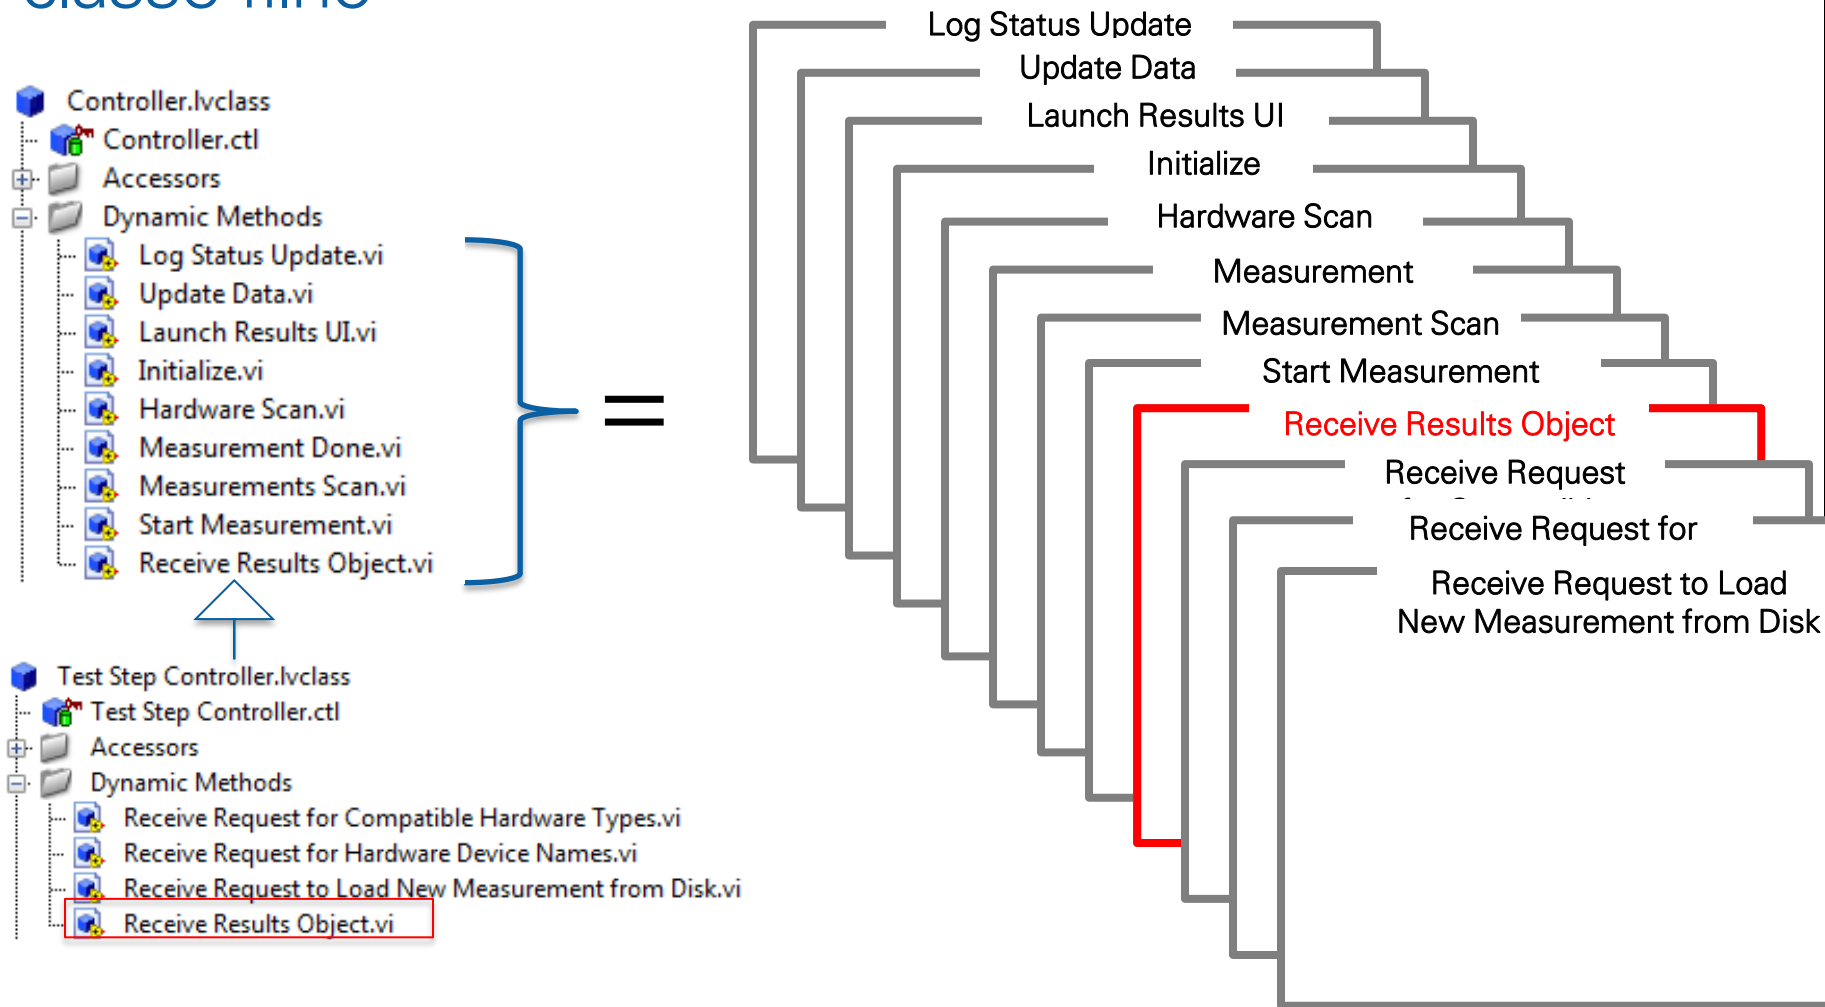 Controller.lvclass
Controller.ctl
Accessors
Dynamic Methods
Log Status Update.vi
Update Data.vi
Launch Results UI.vi
Initialize.vi
Hardware Scan.vi
Measurement Done.vi
Measurements Scan.vi
Start Measurement.vi
Receive Results Object.vi
Test Step Controller.lvclass
Test Step Controller.ctl
Accessors
Dynamic Methods
Receive Request for Compatible Hardware Types.vi
Receive Request for Hardware Device Names.vi
Receive Request to Load New Measurement from Disk.vi
Receive Results Object.vi
=
Log Status Update
Update Data
Launch Results UI
Initialize
Hardware Scan
Measurement
Measurement Scan
Start Measurement
Receive Results Object
Receive Request
Receive Request for
Receive Request to Load
New Measurement from Disk